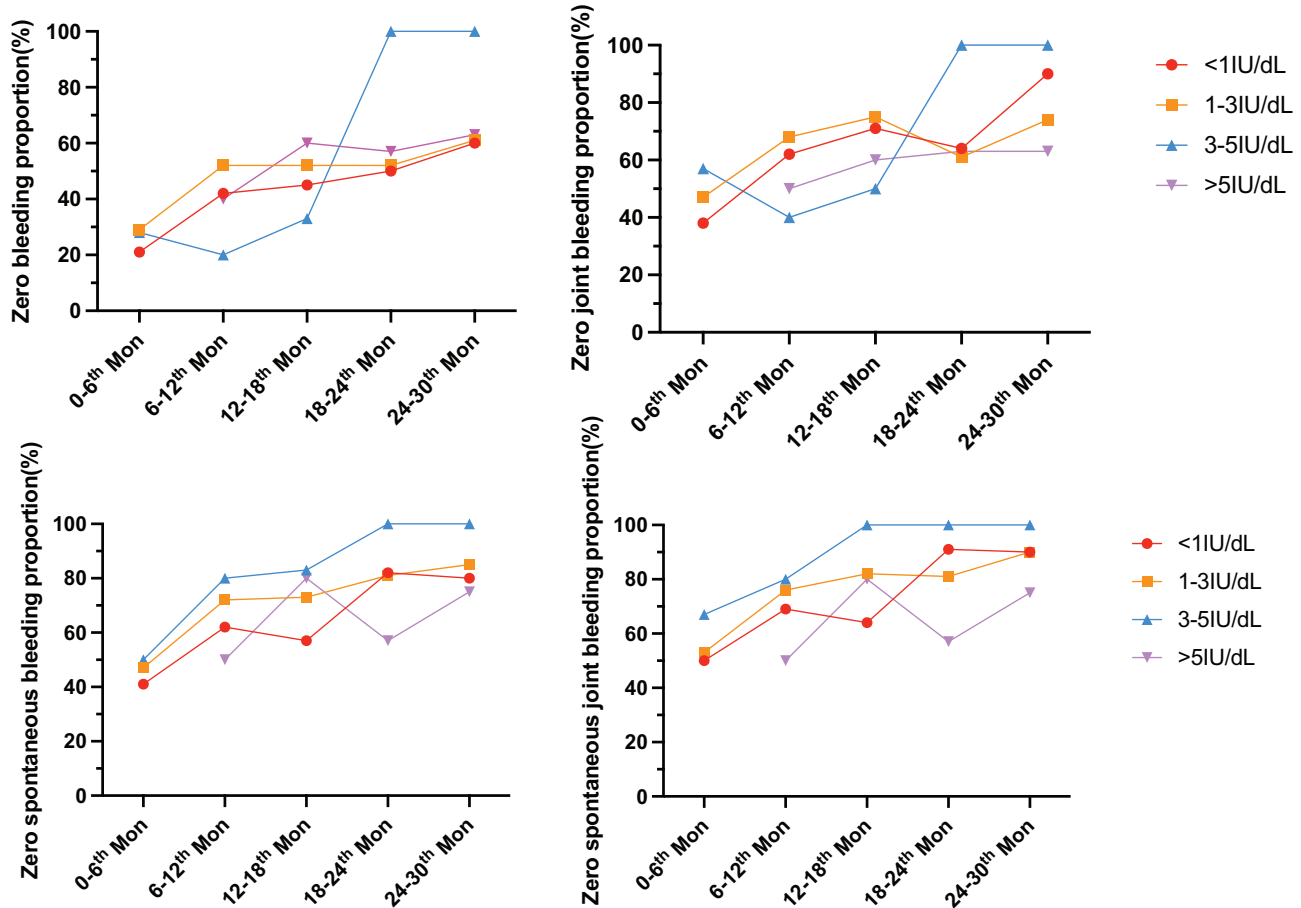 Zero bleeding proportion(%)
100
80
60
40
20
0
0-6th Mon
6-12th Mon
12-18th Mon
18-24th Mon
24-30th Mon
Zero joint bleeding proportion(%)
100
80
60
40
20
0
0-6th Mon
6-12th Mon
12-18th Mon
18-24th Mon
24-30th Mon
<1IU/dL
1-3IU/dL
3-5IU/dL
>5IU/dL
Zero spontaneous bleeding proportion(%)
100
80
60
40
20
0
0-6th Mon
6-12th Mon
12-18th Mon
18-24th Mon
24-30th Mon
Zero spontaneous joint bleeding proportion(%)
100
80
60
40
20
0
0-6th Mon
6-12th Mon
12-18th Mon
18-24th Mon
24-30th Mon
<1IU/dL
1-3IU/dL
3-5IU/dL
>5IU/dL